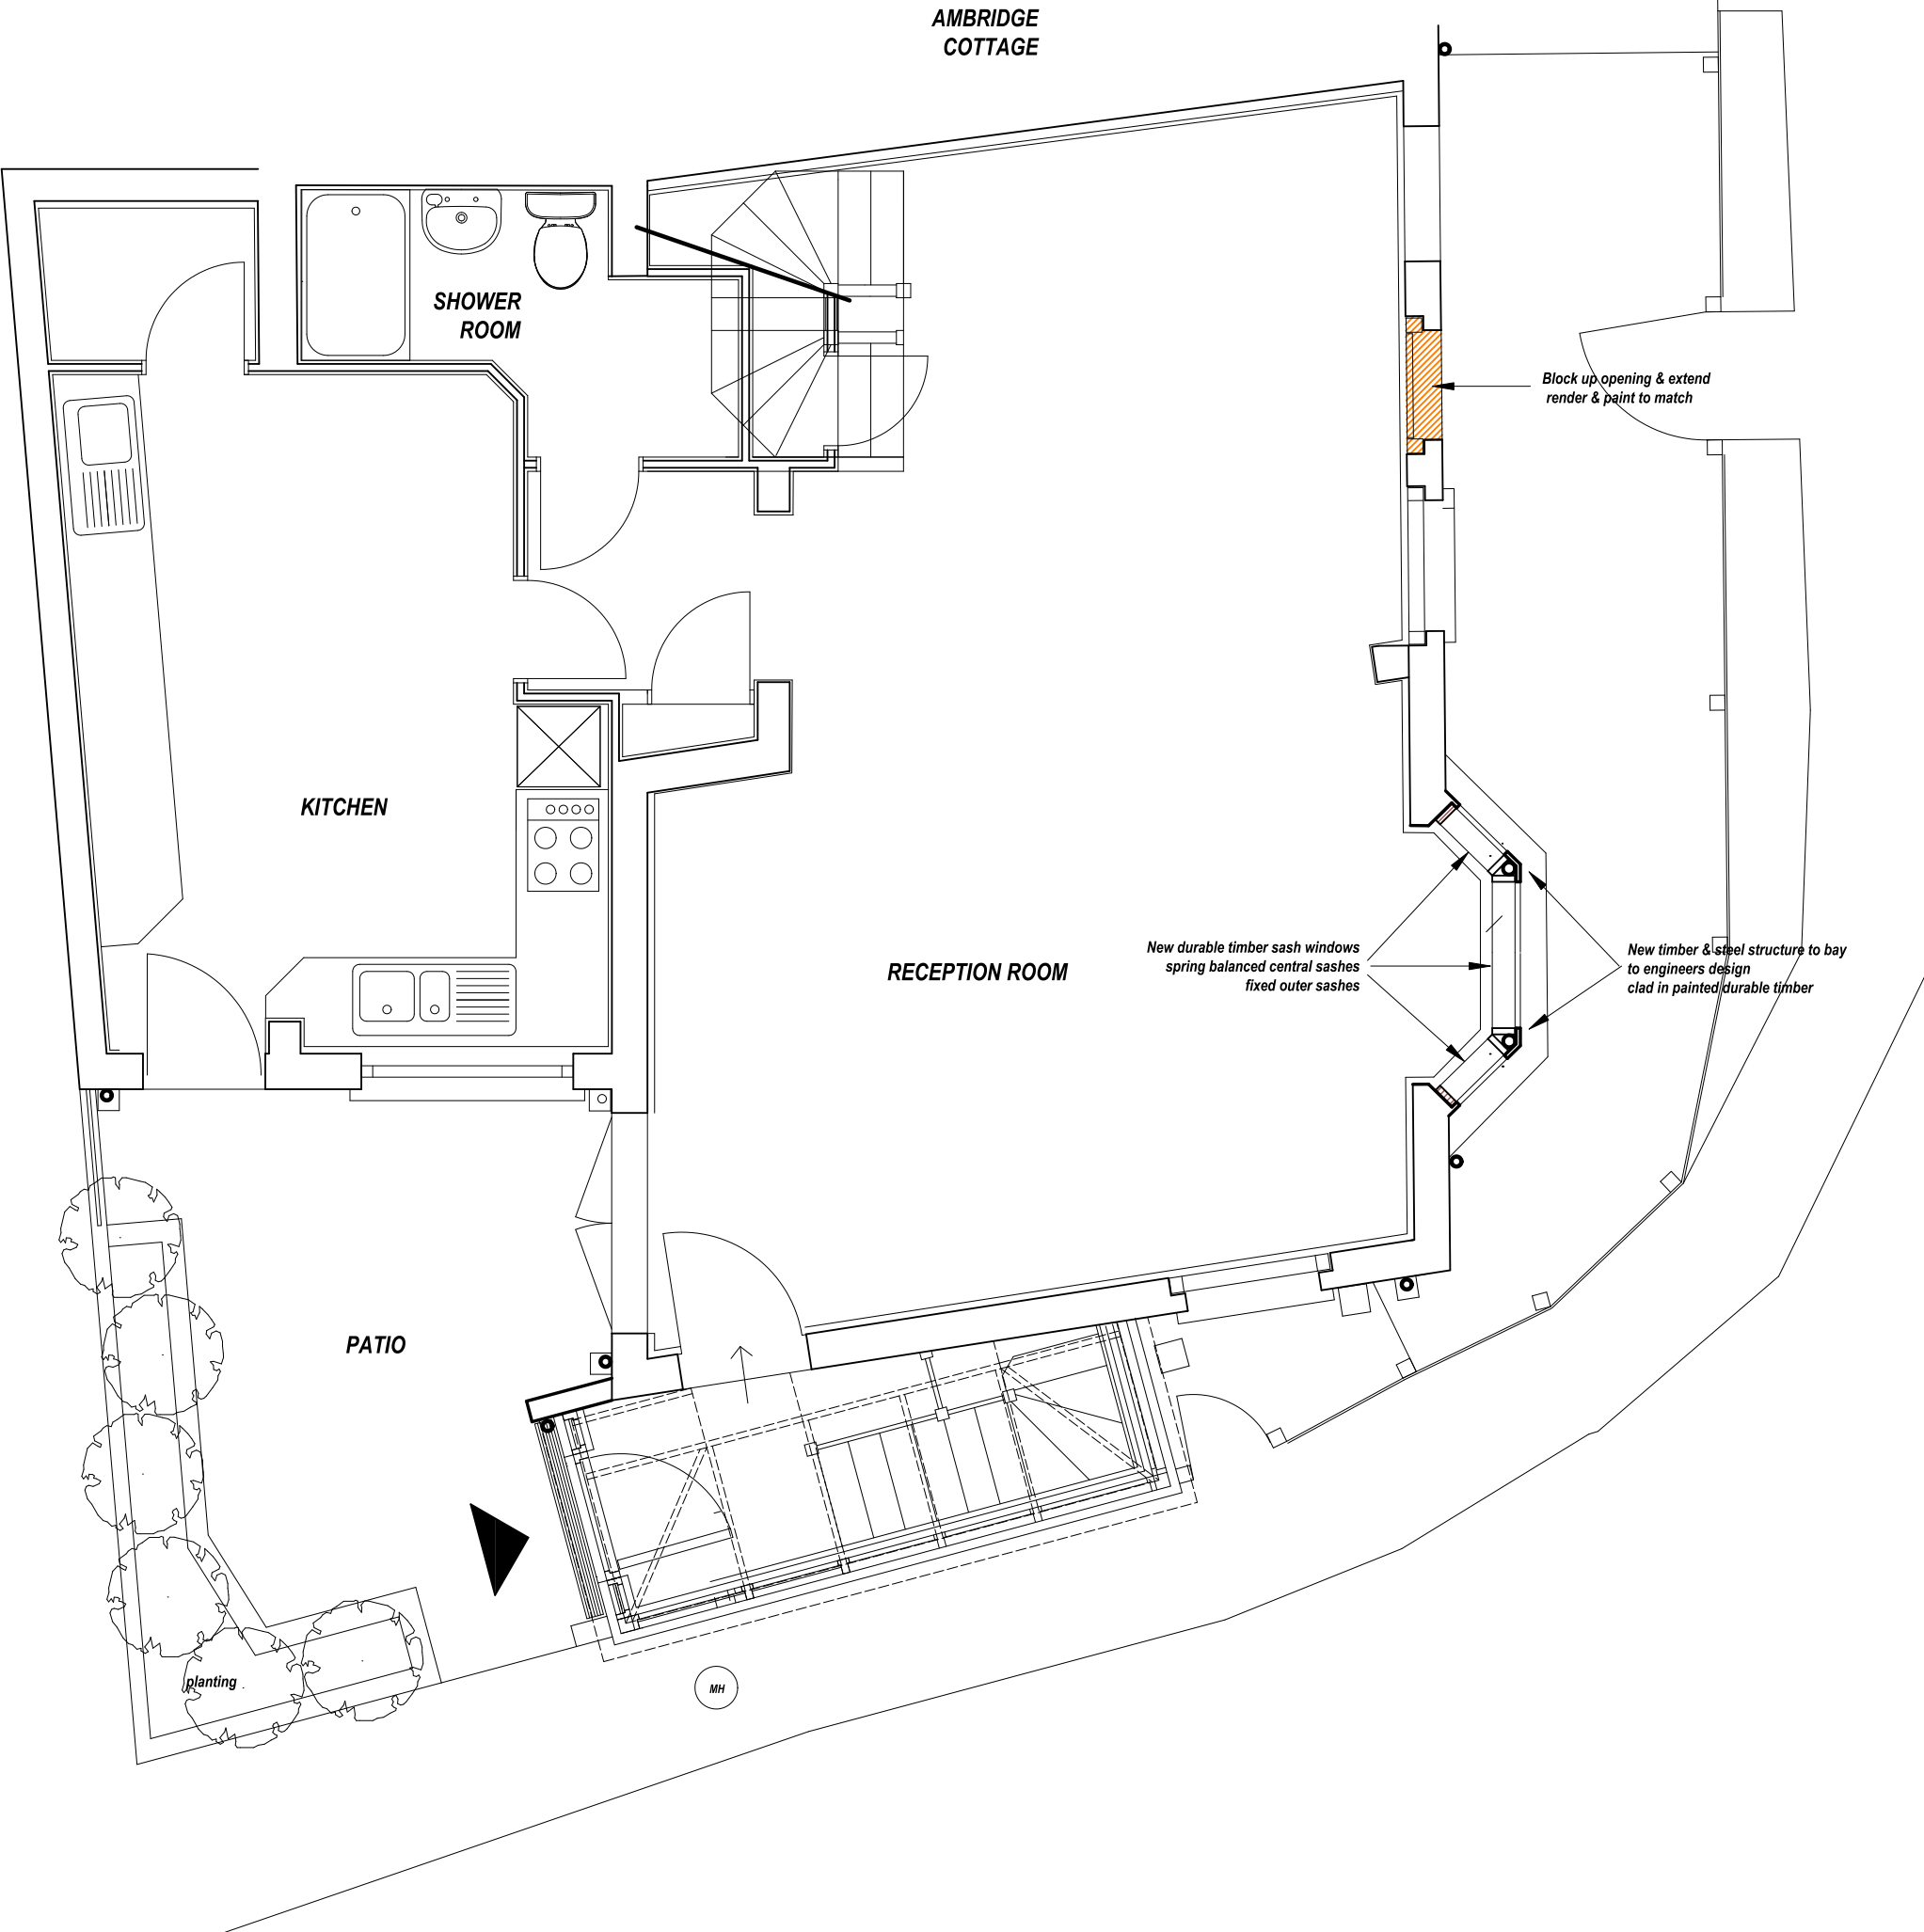 AMBRIDGE
COTTAGE
SHOWER
ROOM
Block up opening & extend
render & paint to match
KITCHEN
RECEPTION ROOM
New durable timber sash windows
spring balanced central sashes
fixed outer sashes
New timber & steel structure to bay
to engineers design
clad in painted durable timber
PATIO
planting
MH